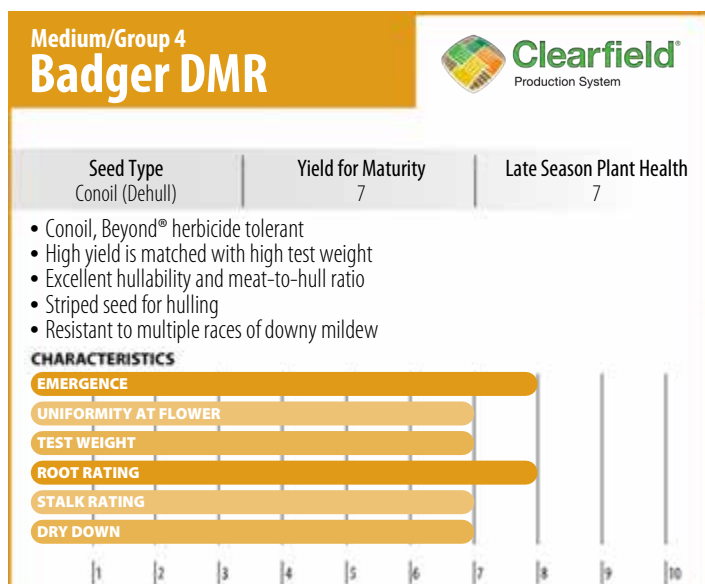 Medium/Group 4
Badger DMR
Clearfield®
Production System
Seed Type
Conoil (Dehull)
Yield for Maturity
7
Late Season Plant Health
7
• Conoil, Beyond® herbicide tolerant
• High yield is matched with high test weight
• Excellent hullability and meat-to-hull ratio
• Striped seed for hulling
• Resistant to multiple races of downy mildew
CHARACTERISTICS
EMERGENCE
UNIFORMITY AT FLOWER
TEST WEIGHT
ROOT RATING
STALK RATING
DRY DOWN
1 2 3 4 5 6 7 8 9 10